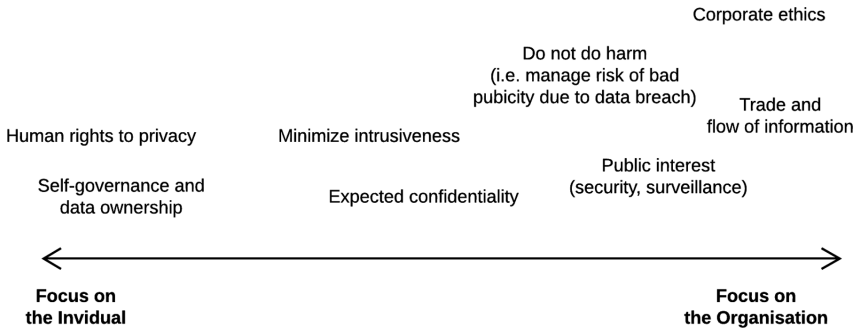 Corporate ethics
Do not do harm
(i.e. manage risk of bad
pubicity due to data breach)
Trade and
flow of information
Human rights to privacy
Minimize intrusiveness
Public interest
(security, surveillance)
Self-governance and
data ownership
Expected confidentiality
Focus on
the Invidual
Focus on
the Organisation